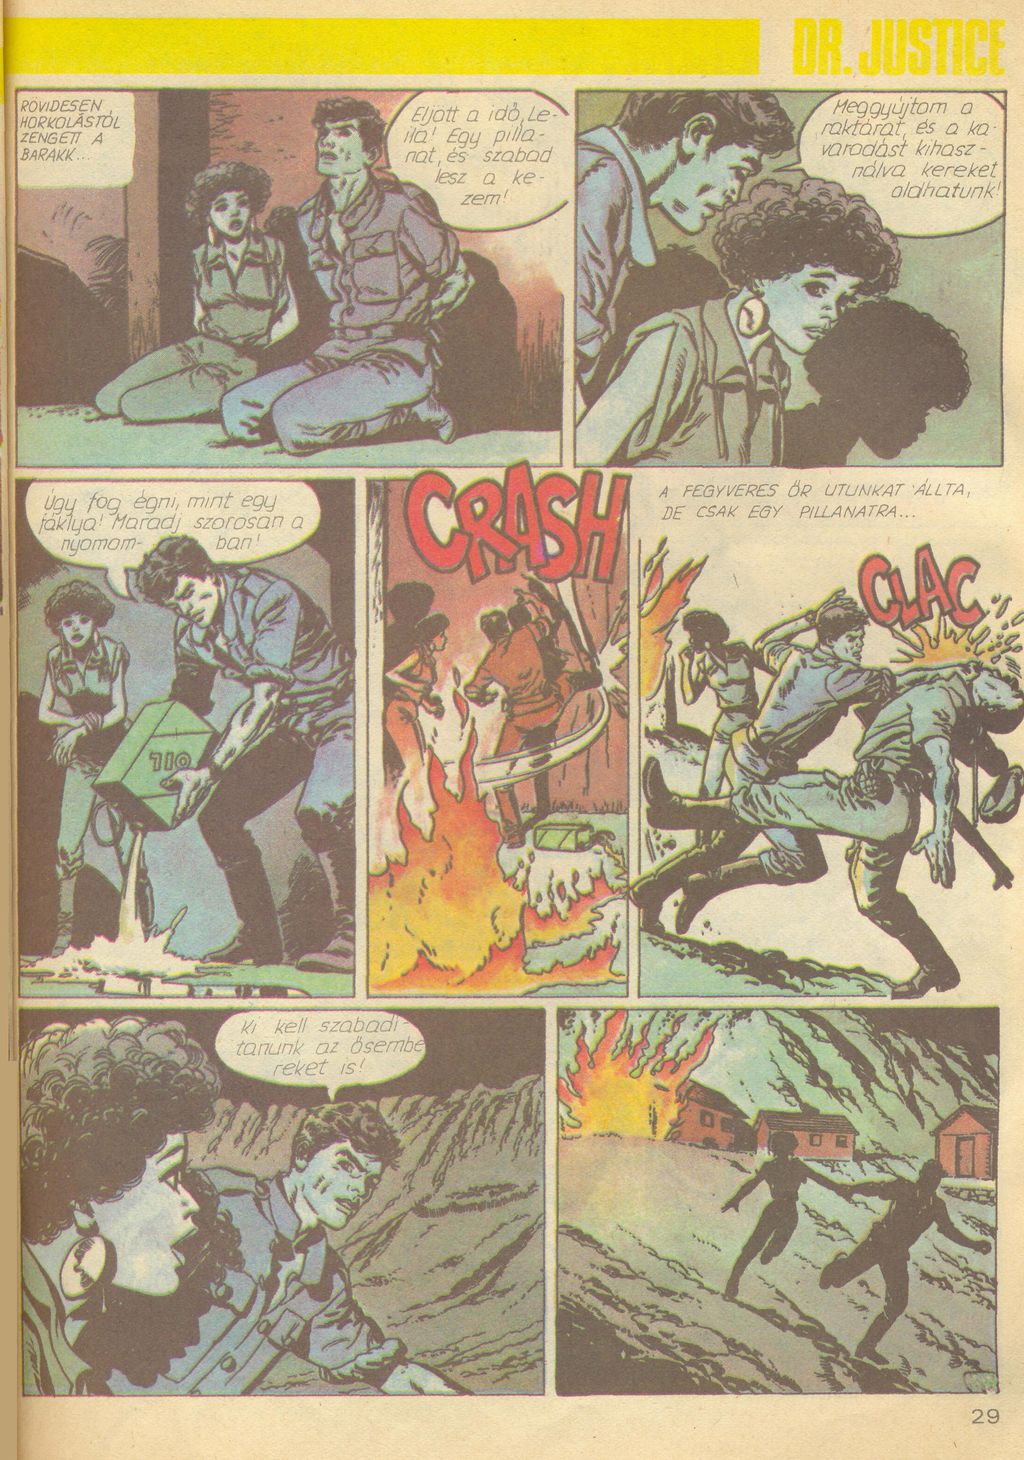 DR. JUSTICE
RÖVIDESEN
HORKOLÁSTÓL
ZENGETT A
BARAKK...
Eljött a idő, Le-
ila! Egy pilla-
nat, és szabad
lesz a ke-
zem!
Meggyújtom a
raktárat, és a ka-
varodást kihasz-
nálva kereket
oldhatunk!
Úgy fog égni, mint egy
fáklya! Maradj szorosan a
nyomom- ban!
110
CRASH
A FEGYVERES ŐR UTUNKAT ÁLLTA,
DE CSAK EGY PILLANATRA...
CLAC
Ki kell szabadí-
tanunk az ősembe
reket is!
29